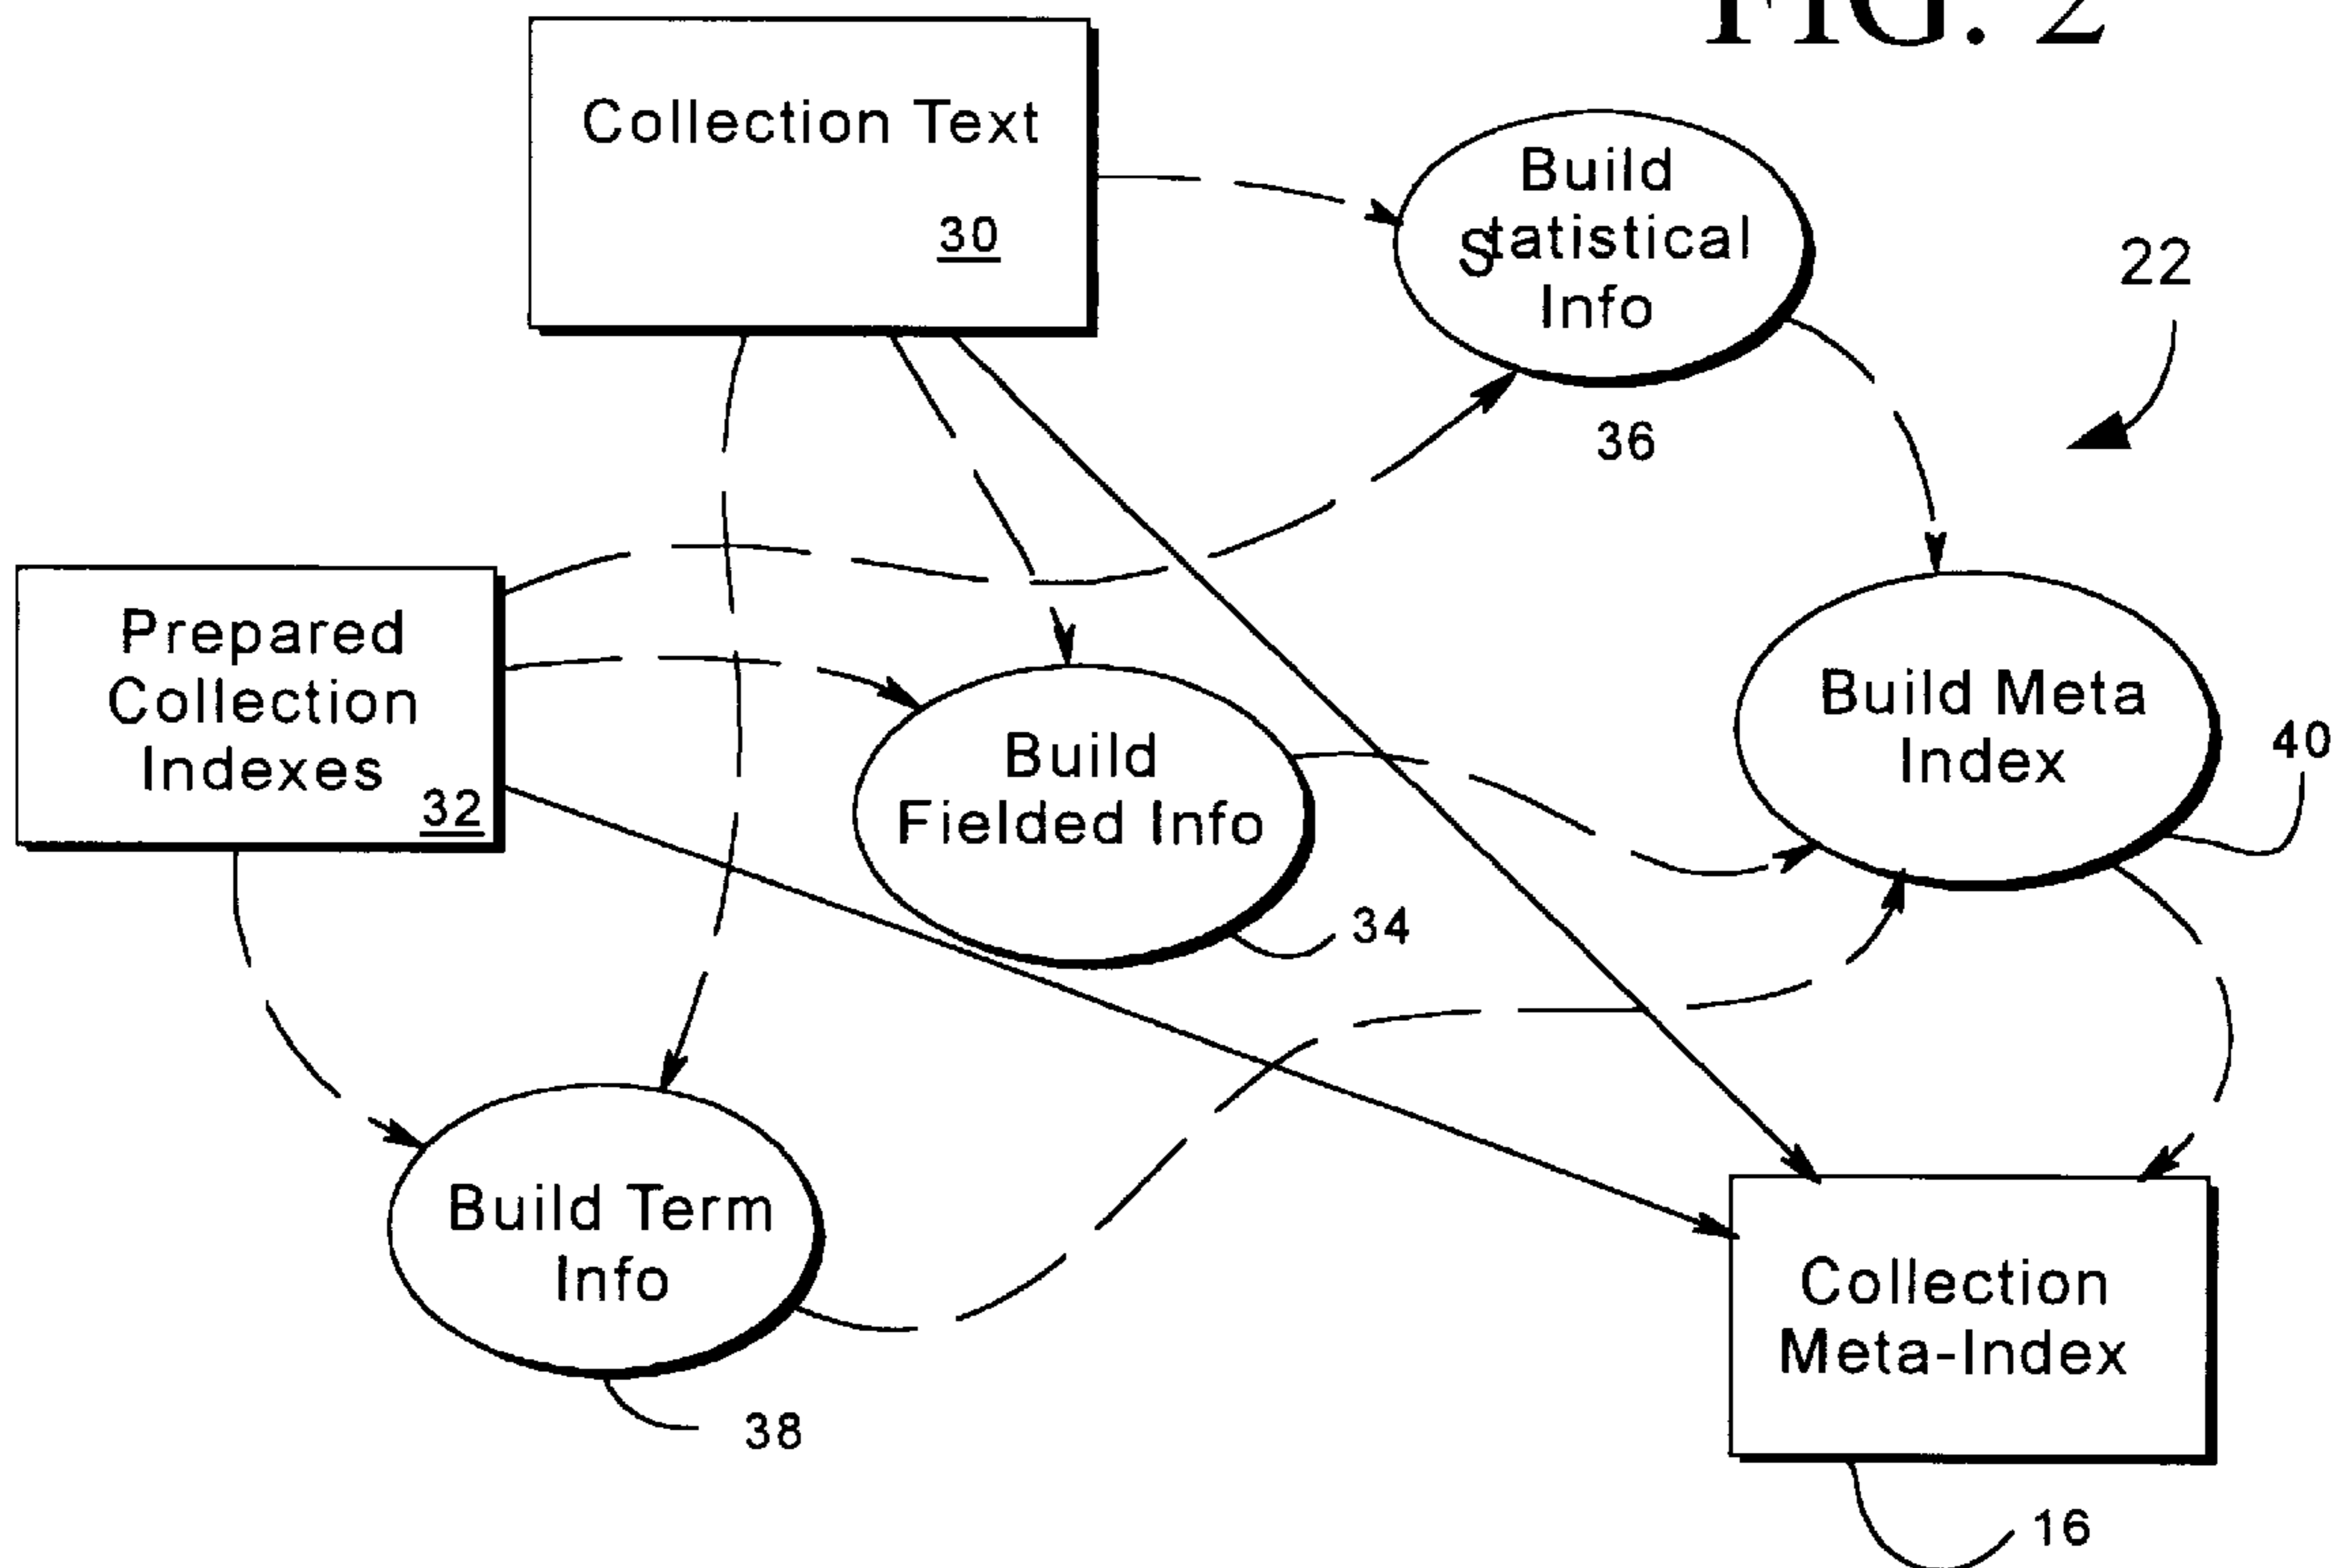 FIG. 2
Collection Text
30
Build
Statistical
Info
36
22
Prepared
Collection
Indexes
32
Build
Fielded Info
34
Build Meta
Index
40
Build Term
Info
38
Collection
Meta-Index
16